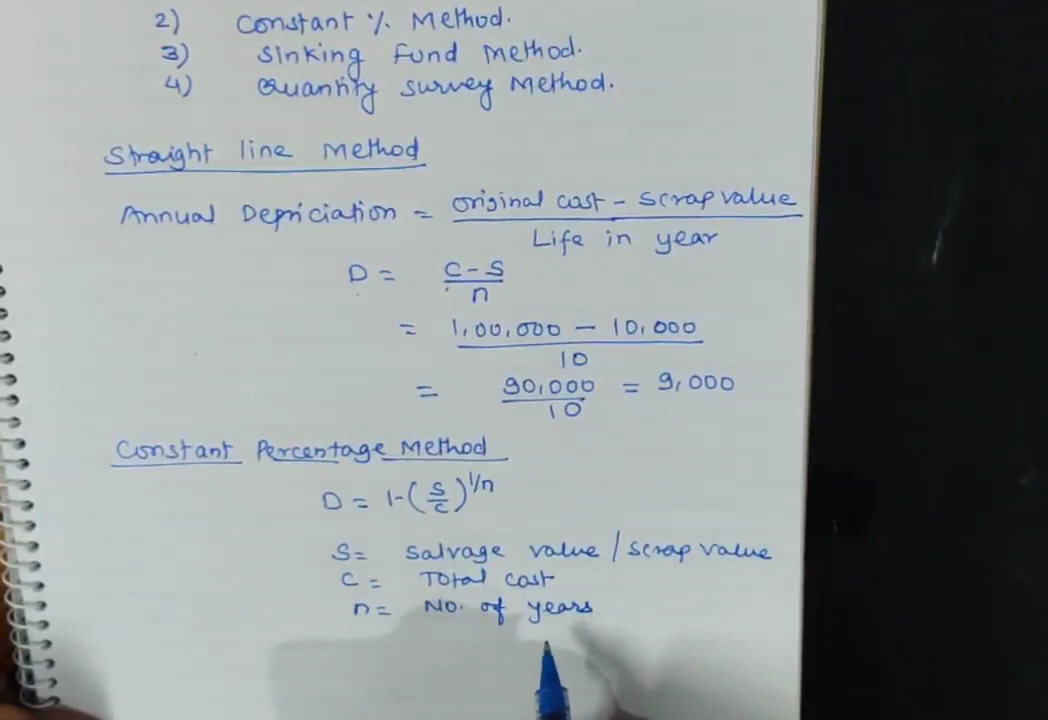 2) Constant % Method.
3) Sinking Fund Method.
4) Quantity survey Method.
Straight line Method
Annual Depriciation = original cost - scrap value / Life in year
D = C - S / n
= 1,00,000 - 10,000 / 10
= 90,000 / 10 = 9,000
Constant Percentage Method
D = 1-(S/C)^1/n
S= Salvage value / scrap value
C = Total cost
n = No. of years